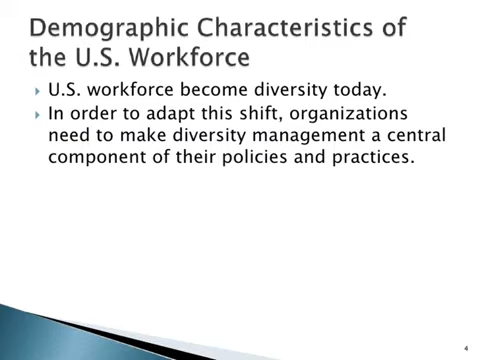 Demographic Characteristics of
the U.S. Workforce
U.S. workforce become diversity today.
In order to adapt this shift, organizations
need to make diversity management a central
component of their policies and practices.
4